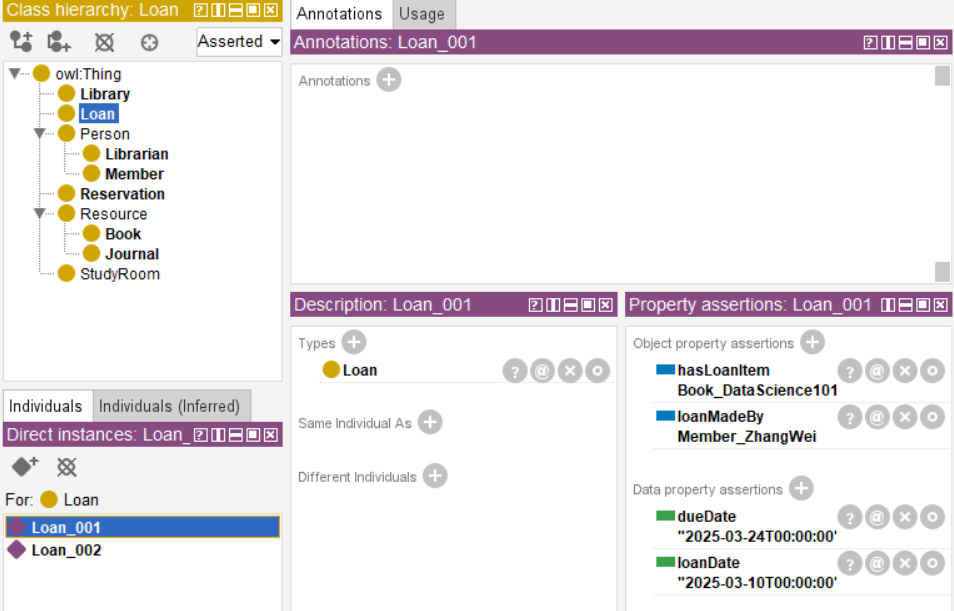 Class hierarchy: Loan
Asserted
owl:Thing
Library
Loan
Person
Librarian
Member
Reservation
Resource
Book
Journal
StudyRoom
Individuals
Individuals (Inferred)
Direct instances: Loan_
For: Loan
Loan_001
Loan_002
Annotations
Usage
Annotations: Loan_001
Annotations
Description: Loan_001
Types
Loan
Same Individual As
Different Individuals
Property assertions: Loan_001
Object property assertions
hasLoanItem
Book_DataScience101
loanMadeBy
Member_ZhangWei
Data property assertions
dueDate
"2025-03-24T00:00:00'
loanDate
"2025-03-10T00:00:00'